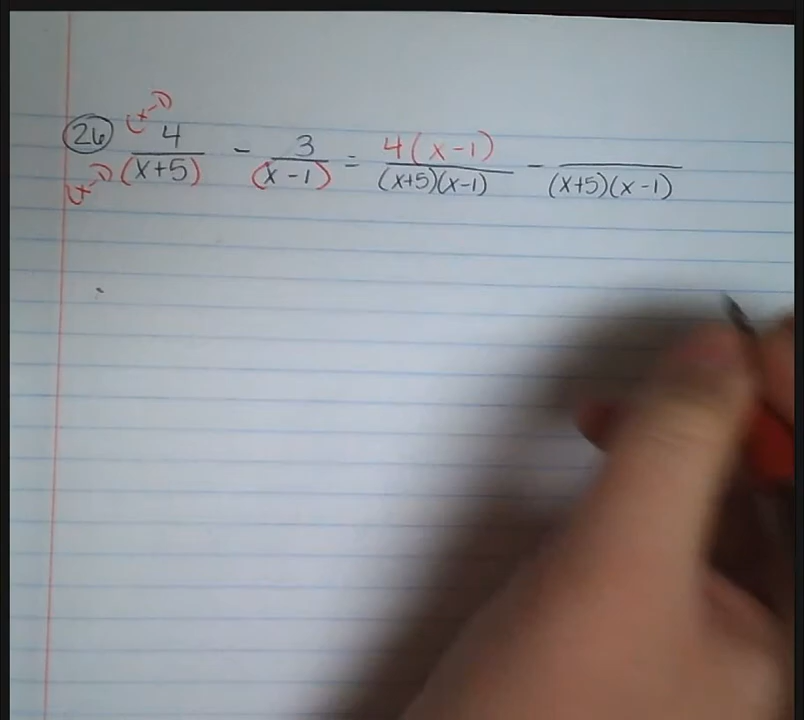 (x-1)
26 4/(x+5) - 3/(x-1) = 4(x-1)/(x+5)(x-1) - /(x+5)(x-1)
(x-1)